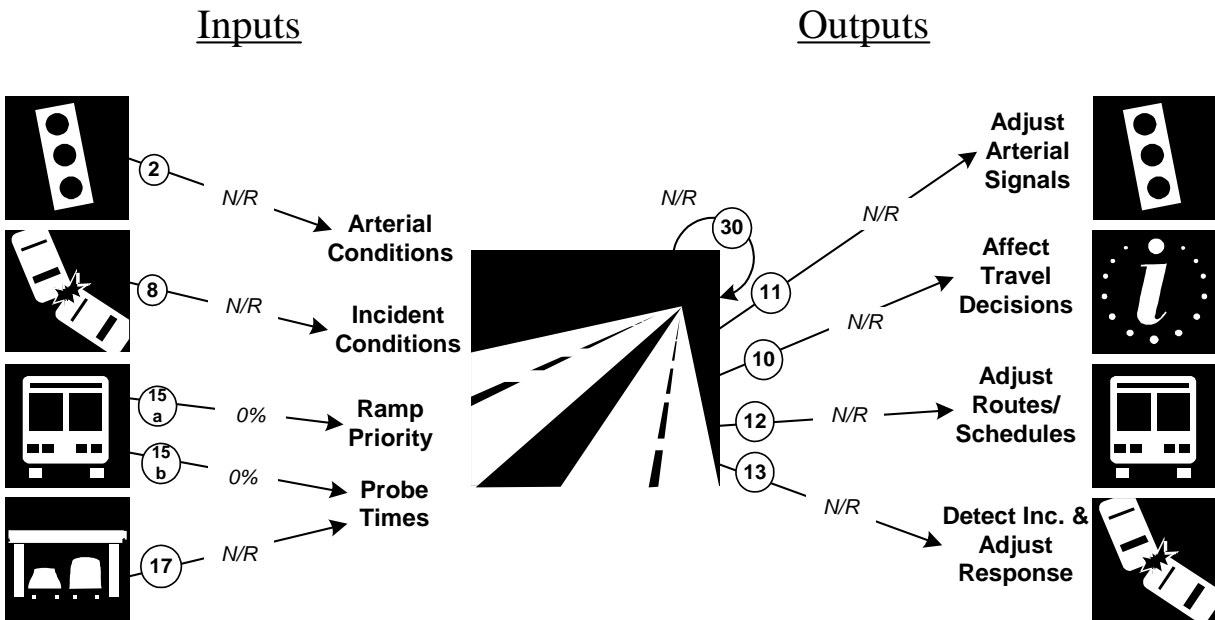 Inputs
Outputs
2
N/R
Arterial
Conditions
8
N/R
Incident
Conditions
15
a
0%
Ramp
Priority
15
b
0%
Probe
Times
17
N/R
N/R
30
11
N/R
Adjust
Arterial
Signals
10
N/R
Affect
Travel
Decisions
i
12
N/R
Adjust
Routes/
Schedules
13
N/R
Detect Inc. &
Adjust
Response